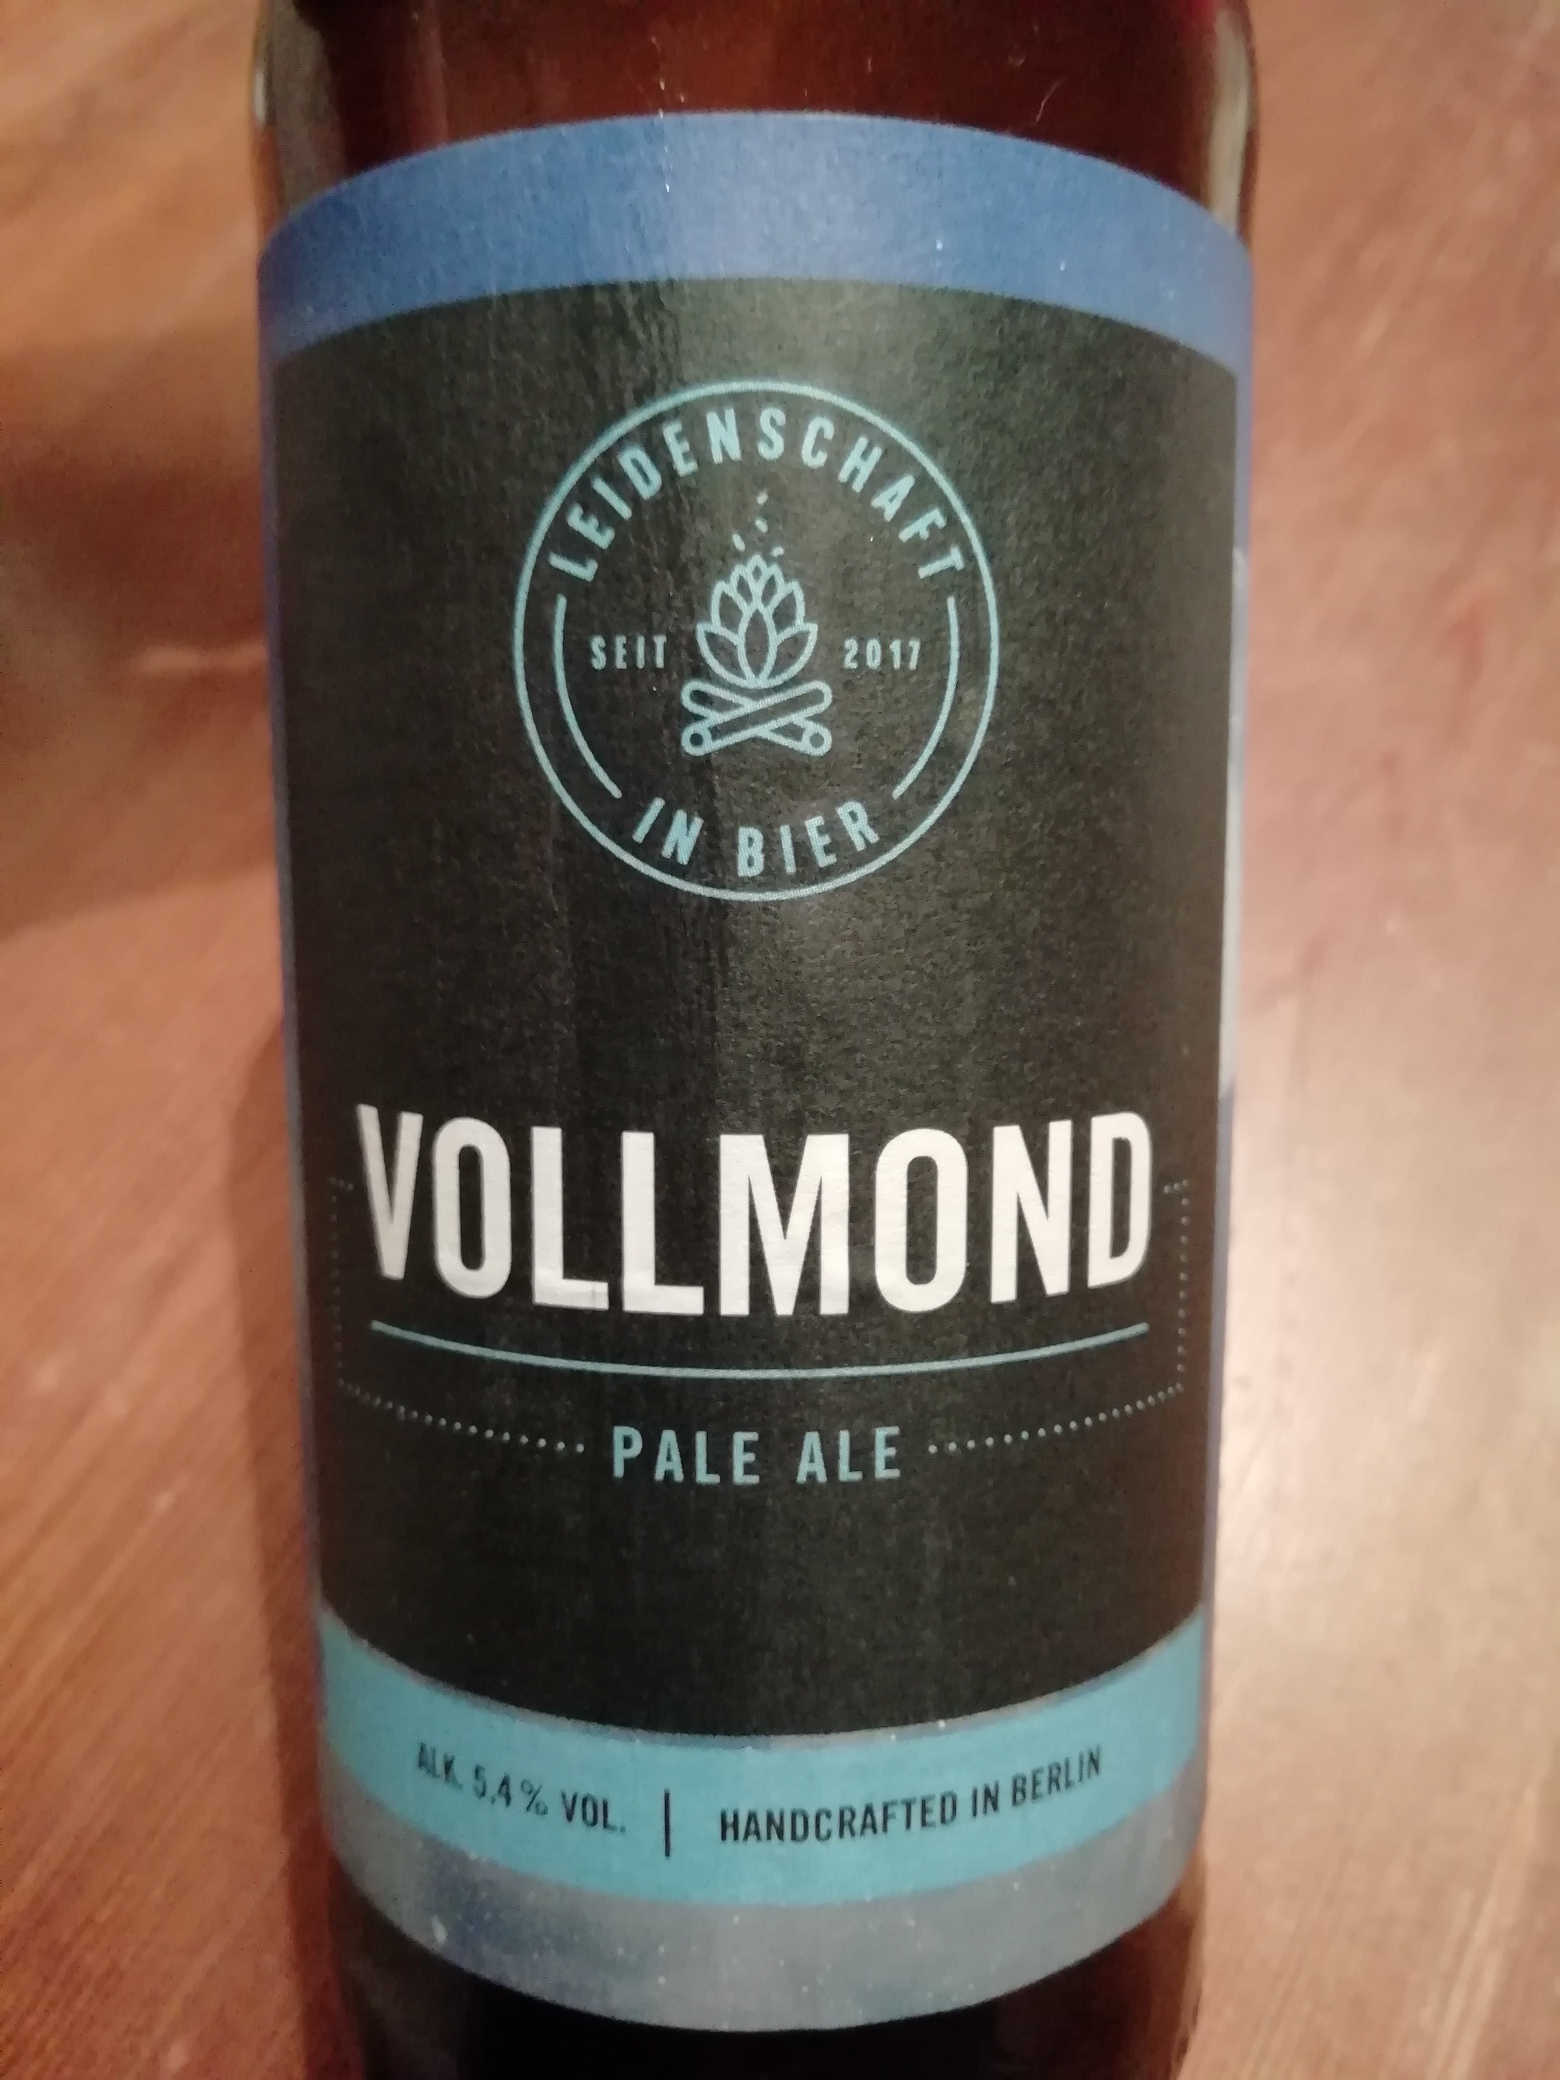 LEIDENSCHAFT
SEIT 2017
IN BIER
VOLLMOND
PALE ALE
ALK. 5,4% VOL. | HANDCRAFTED IN BERLIN